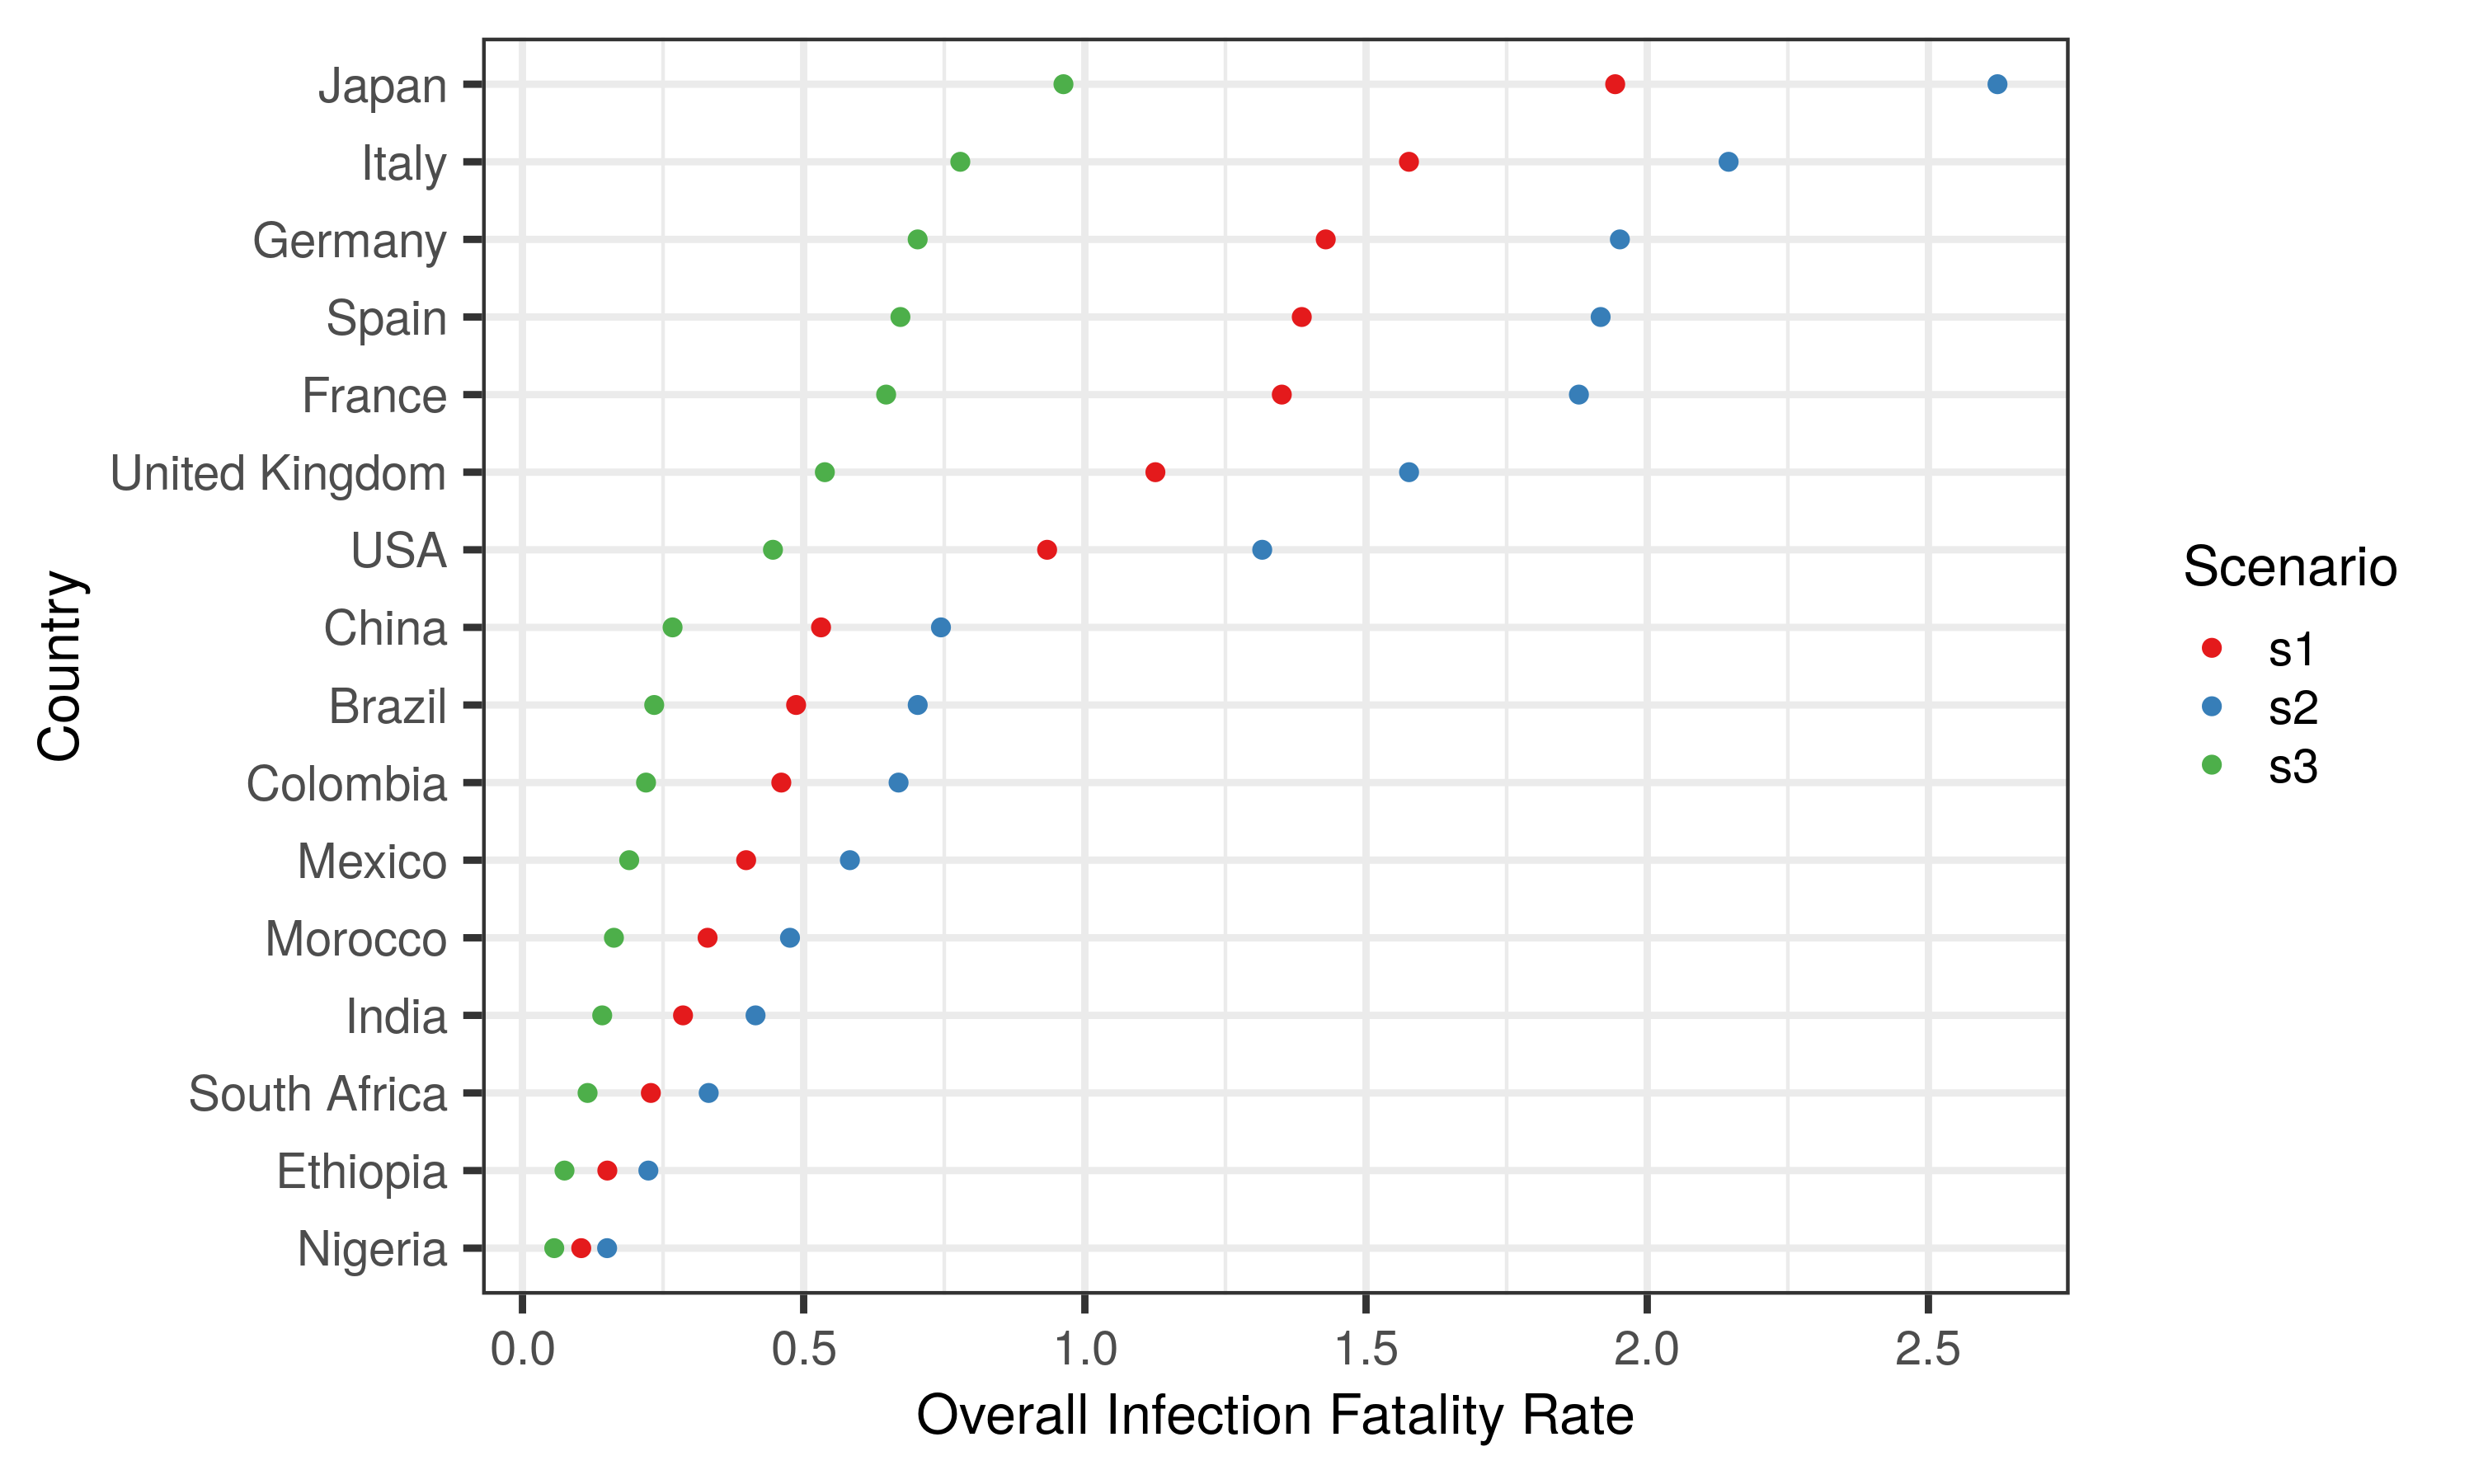 Japan
Italy
Germany
Spain
France
United Kingdom
USA
China
Brazil
Colombia
Mexico
Morocco
India
South Africa
Ethiopia
Nigeria
Country
0.0 0.5 1.0 1.5 2.0 2.5
Overall Infection Fatality Rate
Scenario
s1
s2
s3